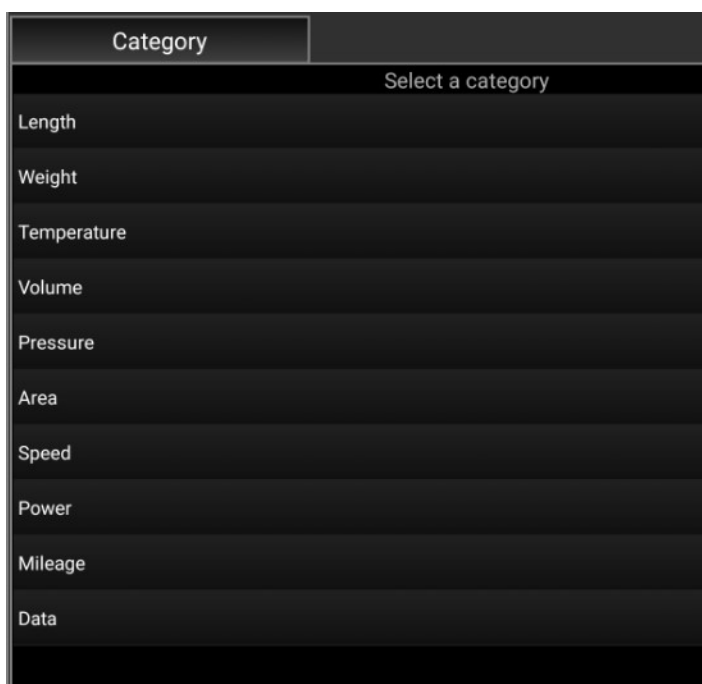 Category
Select a category
Length
Weight
Temperature
Volume
Pressure
Area
Speed
Power
Mileage
Data